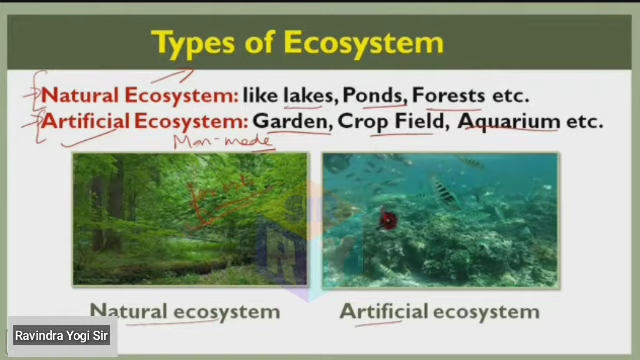 Types of Ecosystem
Natural Ecosystem: like lakes, Ponds, Forests etc.
Artificial Ecosystem: Garden, Crop Field, Aquarium etc.
Man-made
Natural ecosystem
Artificial ecosystem
Ravindra Yogi Sir